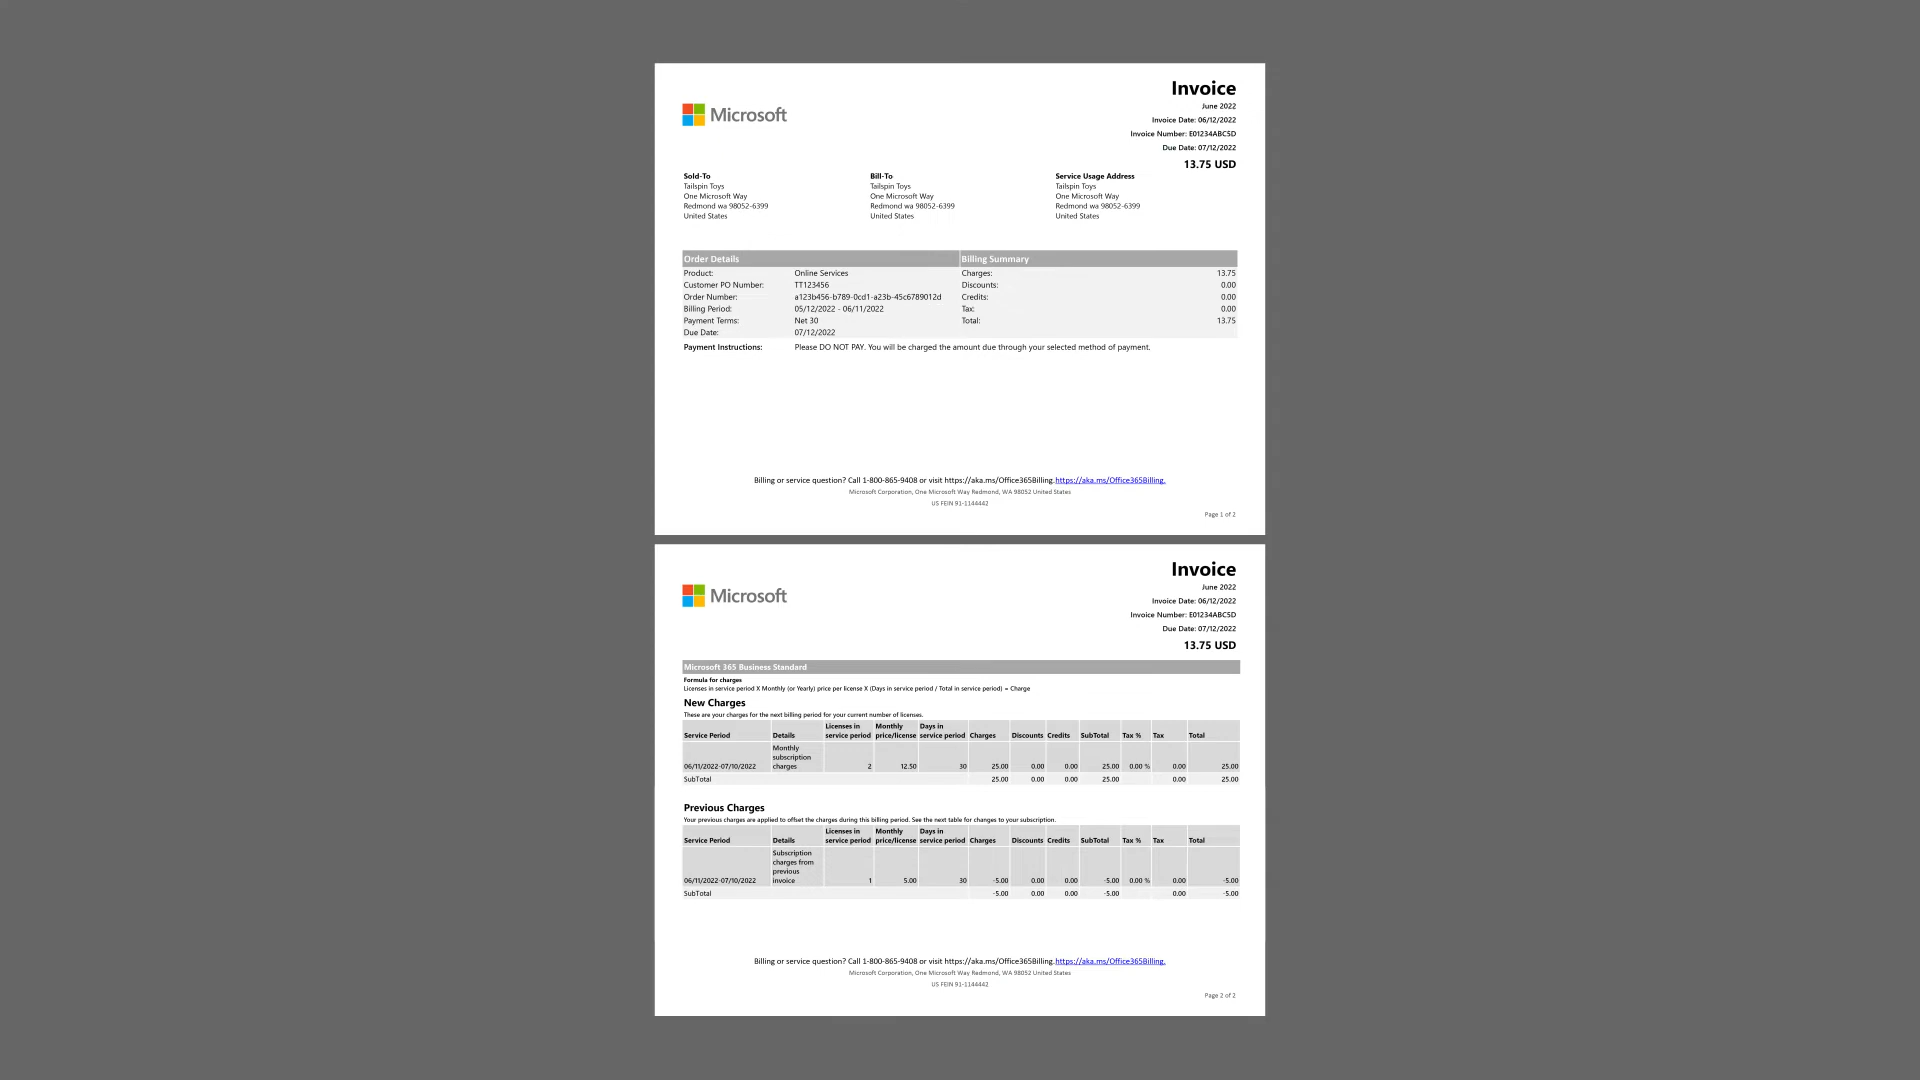 Invoice
Microsoft
June 2022
Invoice Date: 06/12/2022
Invoice Number: E01234ABC5D
Due Date: 07/12/2022
13.75 USD
Sold-To Bill-To Service Usage Address
Tailspin Toys Tailspin Toys Tailspin Toys
One Microsoft Way One Microsoft Way One Microsoft Way
Redmond wa 98052-6399 Redmond wa 98052-6399 Redmond wa 98052-6399
United States United States United States
Order Details Billing Summary
Product: Online Services Charges: 13.75
Customer PO Number: TT123456 Discounts: 0.00
Order Number: a123b456-b789-0cd1-a23b-45c6789012d Credits: 0.00
Billing Period: 05/12/2022 - 06/11/2022 Tax: 0.00
Payment Terms: Net 30 Total: 13.75
Due Date: 07/12/2022
Payment Instructions: Please DO NOT PAY. You will be charged the amount due through your selected method of payment.
Billing or service question? Call 1-800-865-9408 or visit https://aka.ms/Office365Billing.https://aka.ms/Office365Billing.
Microsoft Corporation, One Microsoft Way Redmond, WA 98052 United States
US FEIN 91-1144442
Page 1 of 2
Invoice
Microsoft
June 2022
Invoice Date: 06/12/2022
Invoice Number: E01234ABC5D
Due Date: 07/12/2022
13.75 USD
Microsoft 365 Business Standard
Formula for charges
Licenses in service period X Monthly (or Yearly) price per license X (Days in service period / Total in service period) = Charge
New Charges
These are your charges for the next billing period for your current number of licenses.
Licenses in Monthly Days in
Service Period Details service period price/license service period Charges Discounts Credits SubTotal Tax % Tax Total
Monthly
subscription
06/11/2022-07/10/2022 charges 2 12.50 30 25.00 0.00 0.00 25.00 0.00 % 0.00 25.00
SubTotal 25.00 0.00 0.00 25.00 0.00 25.00
Previous Charges
Your previous charges are applied to offset the charges during this billing period. See the next table for changes to your subscription.
Licenses in Monthly Days in
Service Period Details service period price/license service period Charges Discounts Credits SubTotal Tax % Tax Total
Subscription
charges from
previous
06/11/2022-07/10/2022 invoice 1 5.00 30 -5.00 0.00 0.00 -5.00 0.00 % 0.00 -5.00
SubTotal -5.00 0.00 0.00 -5.00 0.00 -5.00
Billing or service question? Call 1-800-865-9408 or visit https://aka.ms/Office365Billing.https://aka.ms/Office365Billing.
Microsoft Corporation, One Microsoft Way Redmond, WA 98052 United States
US FEIN 91-1144442
Page 2 of 2